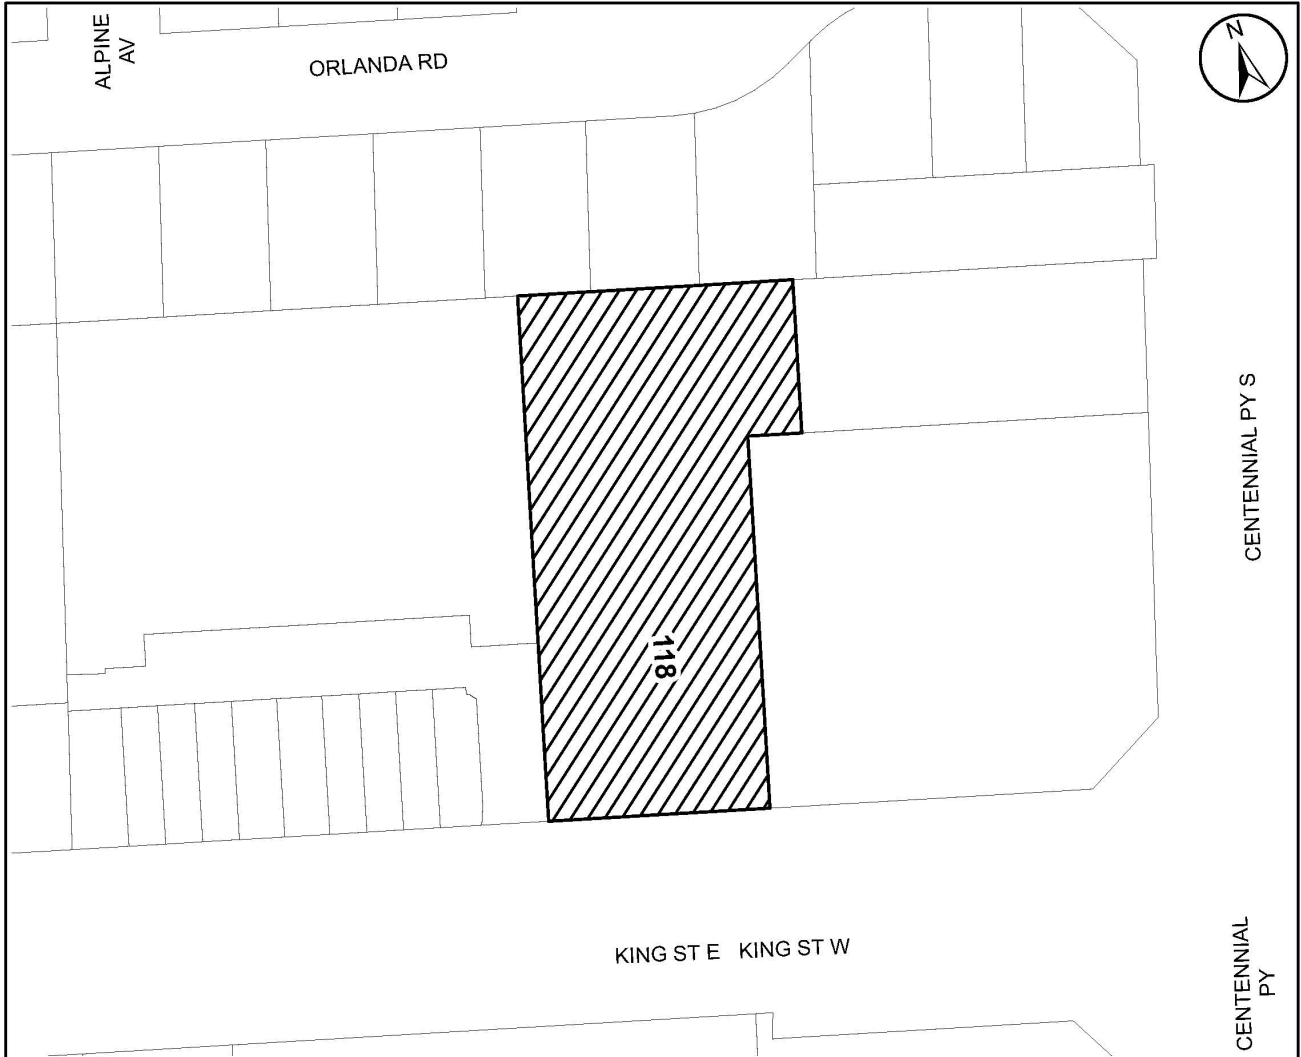 ALPINE
AV
ORLANDA RD
N
CENTENNIAL PY S
118
KING ST E KING ST W
CENTENNIAL
PY